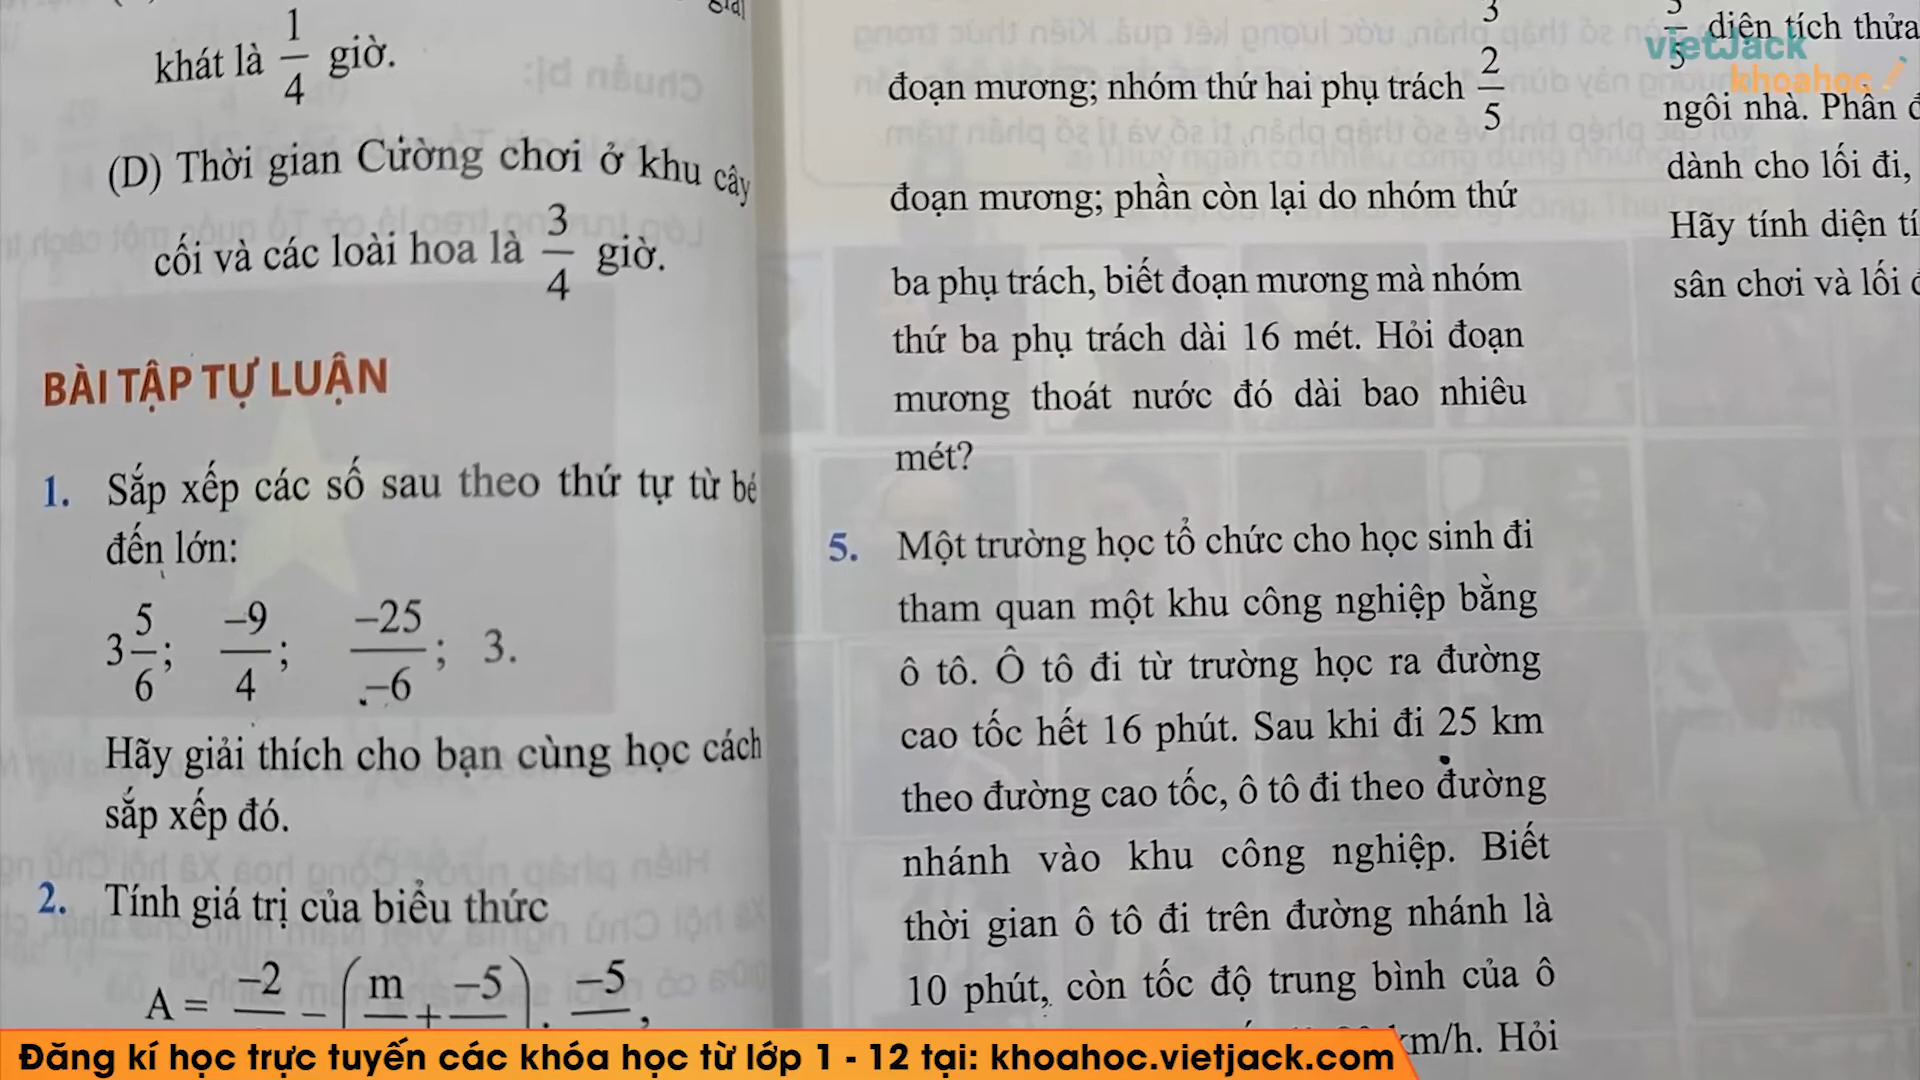 khát là 1/4 giờ.
(D) Thời gian Cường chơi ở khu cây
cối và các loài hoa là 3/4 giờ.
BÀI TẬP TỰ LUẬN
1. Sắp xếp các số sau theo thứ tự từ bé
đến lớn:
3 5/6; -9/4; -25/-6; 3.
Hãy giải thích cho bạn cùng học cách
sắp xếp đó.
2. Tính giá trị của biểu thức
A = -2 - (m + -5) . -5 ,
đoạn mương; nhóm thứ hai phụ trách 2/5
đoạn mương; phần còn lại do nhóm thứ
ba phụ trách, biết đoạn mương mà nhóm
thứ ba phụ trách dài 16 mét. Hỏi đoạn
mương thoát nước đó dài bao nhiêu
mét?
5. Một trường học tổ chức cho học sinh đi
tham quan một khu công nghiệp bằng
ô tô. Ô tô đi từ trường học ra đường
cao tốc hết 16 phút. Sau khi đi 25 km
theo đường cao tốc, ô tô đi theo đường
nhánh vào khu công nghiệp. Biết
thời gian ô tô đi trên đường nhánh là
10 phút, còn tốc độ trung bình của ô
km/h. Hỏi
diện tích thửa
ngôi nhà. Phần
dành cho lối đi,
Hãy tính diện
sân chơi và lối
vietJack
khoahoc
Đăng kí học trực tuyến các khóa học từ lớp 1 - 12 tại: khoahoc.vietjack.com